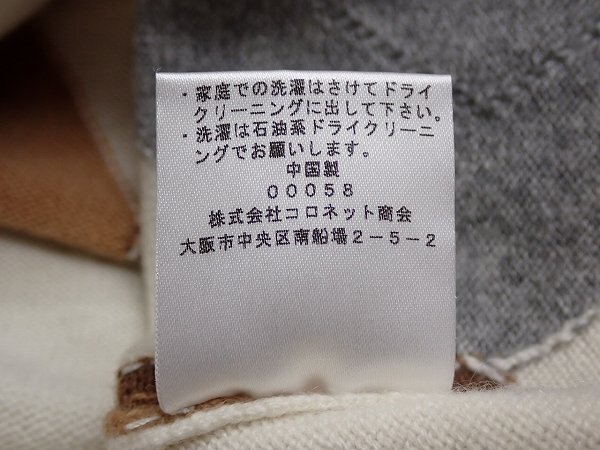 ・家庭での洗濯はさけてドライ
クリーニングに出して下さい。
・洗濯は石油系ドライクリーニ
ングでお願いします。
中国製
00058
株式会社コロネット商会
大阪市中央区南船場2-5-2